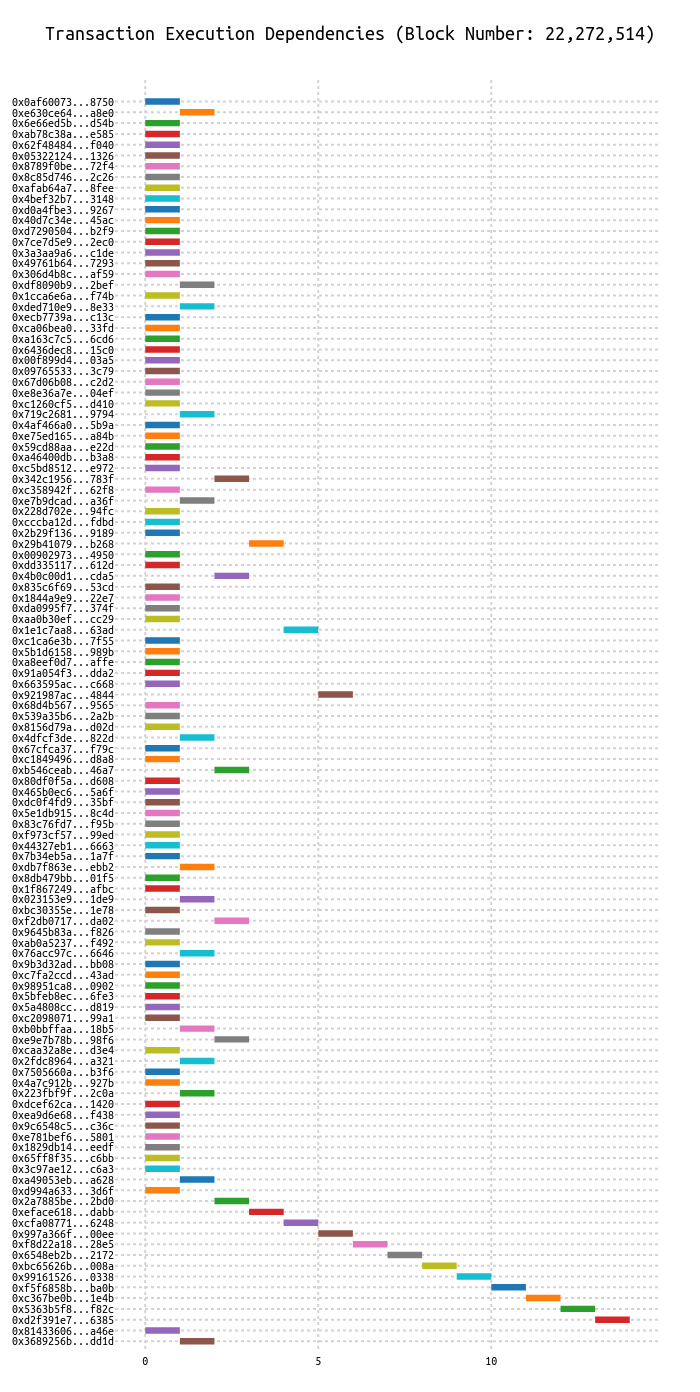 Transaction Execution Dependencies (Block Number: 22,272,514)
0x0af60073...8750
0xe630ce64...a8e0
0x6e66ed5b...d54b
0xab78c38a...e585
0x62f48484...f040
0x05322124...1326
0x8789f0be...72f4
0x8c85d746...2c26
0xafab64a7...8fee
0x4bef32b7...3148
0xd0a4fbe3...9267
0x40d7c34e...45ac
0xd7290504...b2f9
0x7ce7d5e9...2ec0
0x3a3aa9a6...c1de
0x49761b64...7293
0x306d4b8c...af59
0xdf8090b9...2bef
0x1cca6e6a...f74b
0xded710e9...8e33
0xecb7739a...c13c
0xca06bea0...33fd
0xa163c7c5...6cd6
0x6436dec8...15c0
0x00f899d4...03a5
0x09765533...3c79
0x67d06b08...c2d2
0xe8e36a7e...04ef
0xc1260cf5...d410
0x719c2681...9794
0x4af466a0...5b9a
0xe75ed165...a84b
0x59cd88aa...e22d
0xa46400db...b3a8
0xc5bd8512...e972
0x342c1956...783f
0xc358942f...62f8
0xe7b9dcad...a36f
0x228d702e...94fc
0xcccba12d...fdbd
0x2b29f136...9189
0x29b41079...b268
0x00902973...4950
0xdd335117...612d
0x4b0c00d1...cda5
0x835c6f69...53cd
0x1844a9e9...22e7
0xda0995f7...374f
0xaa0b30ef...cc29
0x1e1c7aa8...63ad
0xc1ca6e3b...7f55
0x5b1d6158...989b
0xa8eef0d7...affe
0x91a054f3...dda2
0x663595ac...c668
0x921987ac...4844
0x68d4b567...9565
0x539a35b6...2a2b
0x8156d79a...d02d
0x4dfcf3de...822d
0x67cfca37...f79c
0xc1849496...d8a8
0xb546ceab...46a7
0x80df0f5a...d608
0x465b0ec6...5a6f
0xdc0f4fd9...35bf
0x5e1db915...8c4d
0x83c76fd7...f95b
0xf973cf57...99ed
0x44327eb1...6663
0x7b34eb5a...1a7f
0xdb7f863e...ebb2
0x8db479bb...01f5
0x1f867249...afbc
0x023153e9...1de9
0xbc30355e...1e78
0xf2db0717...da02
0x9645b83a...f826
0xab0a5237...f492
0x76acc97c...6646
0x9b3d32ad...bb08
0xc7fa2ccd...43ad
0x98951ca8...0902
0x5bfeb8ec...6fe3
0x5a4808cc...d819
0xc2098071...99a1
0xb0bbffaa...18b5
0xe9e7b78b...98f6
0xcaa32a8e...d3e4
0x2fdc8964...a321
0x7505660a...b3f6
0x4a7c912b...927b
0x223fbf9f...2c0a
0xdcef62ca...1420
0xea9d6e68...f438
0x9c6548c5...c36c
0xe781bef6...5801
0x1829db14...eedf
0x65ff8f35...c6bb
0x3c97ae12...c6a3
0xa49053eb...a628
0xd994a633...3d6f
0x2a7885be...2bd0
0xeface618...dabb
0xcfa08771...6248
0x997a366f...00ee
0xf8d22a18...28e5
0x6548eb2b...2172
0xbc65626b...008a
0x99161526...0338
0xf5f6858b...ba0b
0xc367be0b...1e4b
0x5363b5f8...f82c
0xd2f391e7...6385
0x81433606...a46e
0x3689256b...dd1d
0 5 10